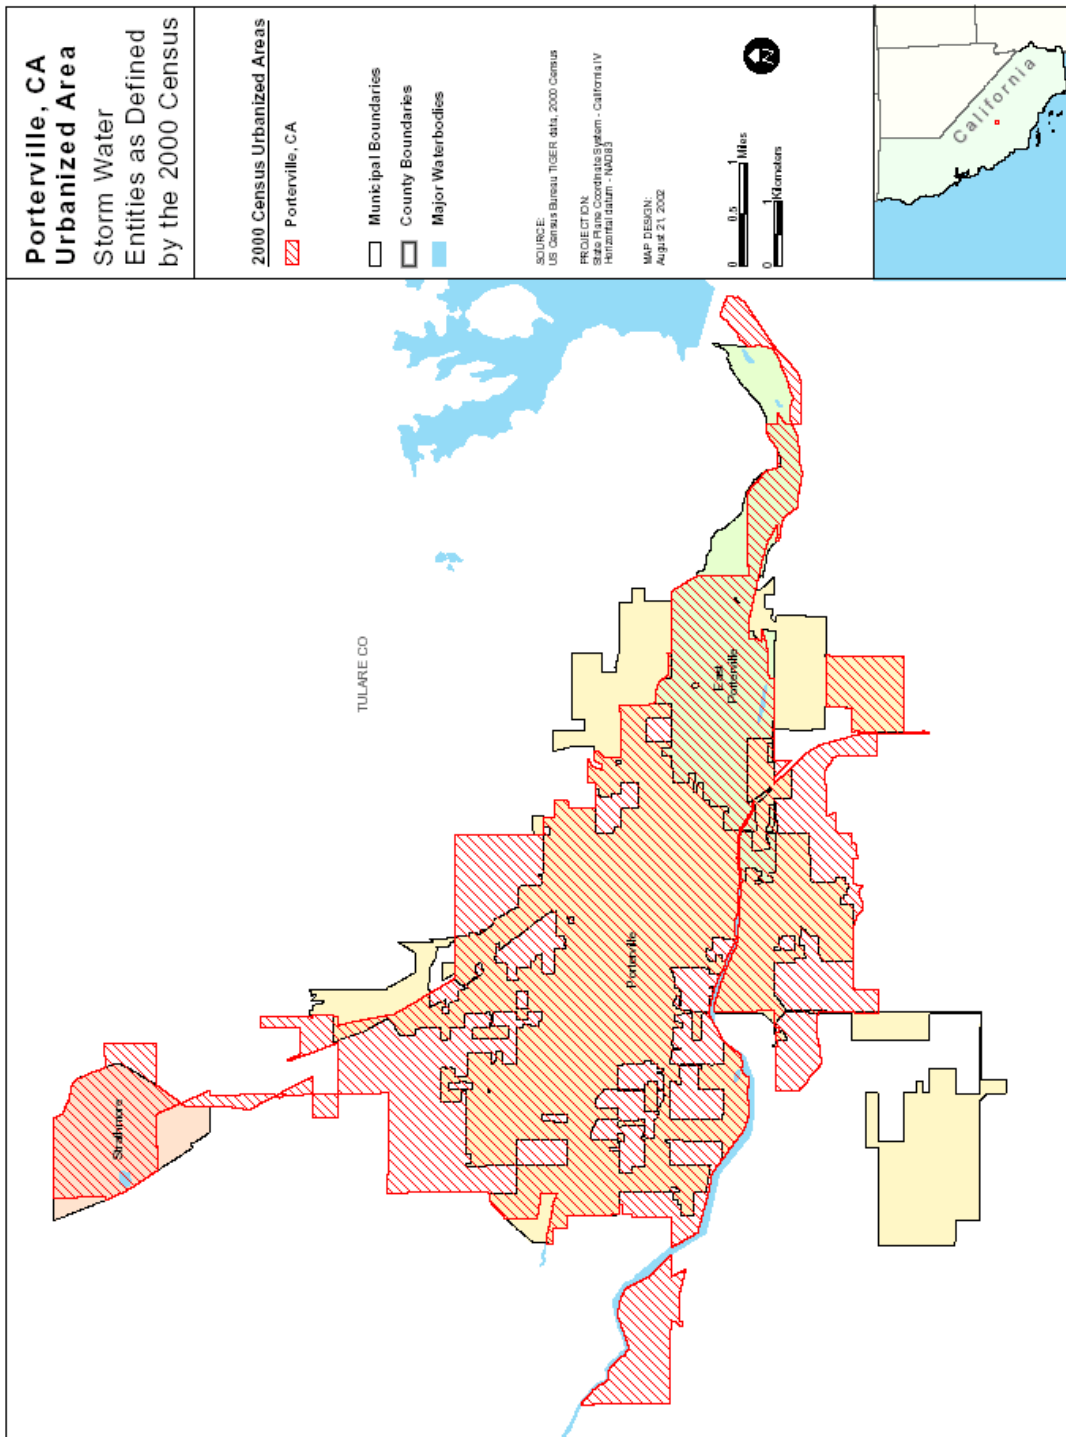 Porterville, CA
Urbanized Area
Storm Water
Entities as Defined
by the 2000 Census
2000 Census Urbanized Areas
Porterville, CA
Municipal Boundaries
County Boundaries
Major Waterbodies
SOURCE:
US Census Bureau TIGER data, 2000 Census
PROJECTION:
State Plane Coordinate System - California IV
Horizontal datum - NAD83
MAP DESIGN:
August 21, 2002
0 0.5 1
Miles
0 1
Kilometers
N
California
TULARE CO
Strathmore
Porterville
East
Porterville